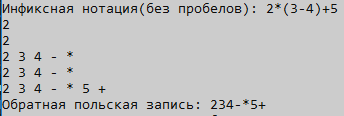 Инфиксная нотация(без пробелов): 2*(3-4)+5
2
2
2 3 4 - *
2 3 4 - *
2 3 4 - * 5 +
Обратная польская запись: 234-*5+